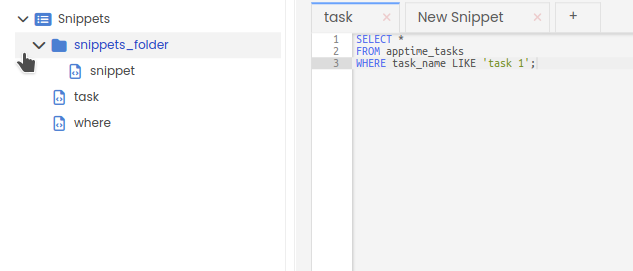 Snippets
snippets_folder
snippet
task
where
task ×
New Snippet ×
+
1 SELECT *
2 FROM apptime_tasks
3 WHERE task_name LIKE 'task 1';